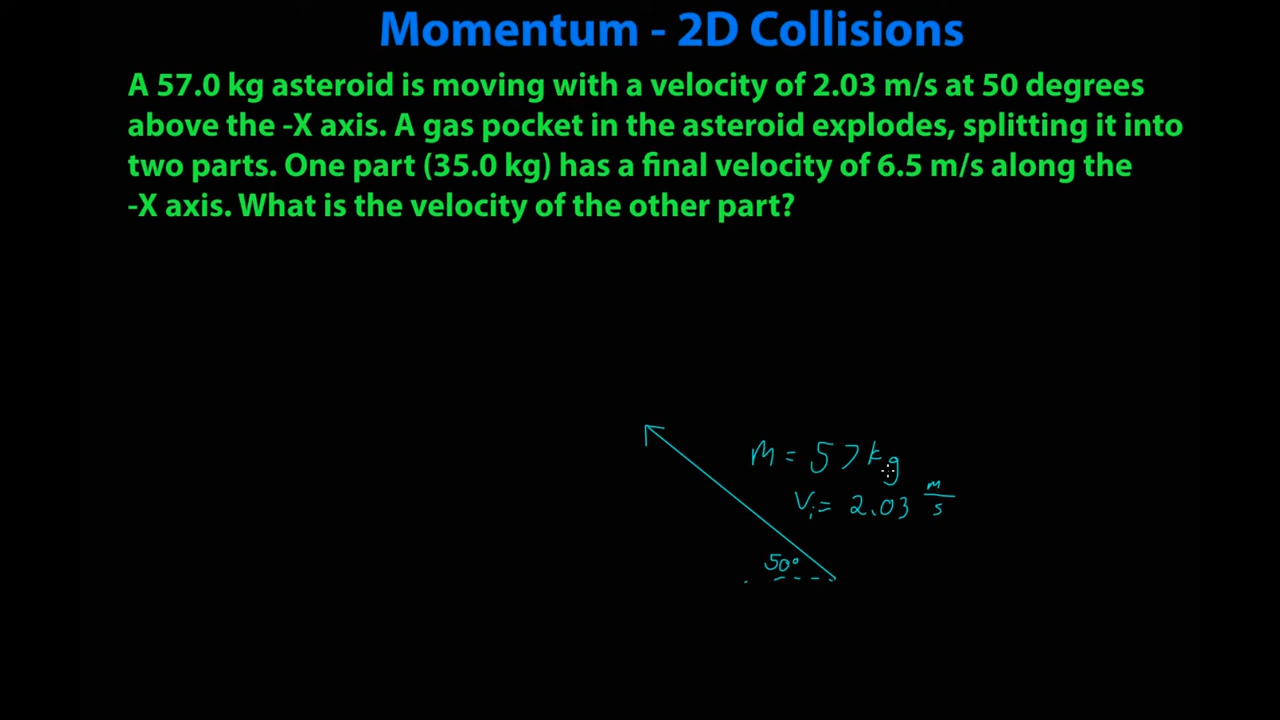 Momentum - 2D Collisions
A 57.0 kg asteroid is moving with a velocity of 2.03 m/s at 50 degrees
above the -X axis. A gas pocket in the asteroid explodes, splitting it into
two parts. One part (35.0 kg) has a final velocity of 6.5 m/s along the
-X axis. What is the velocity of the other part?
m = 57 kg
Vi = 2.03 m/s
50°